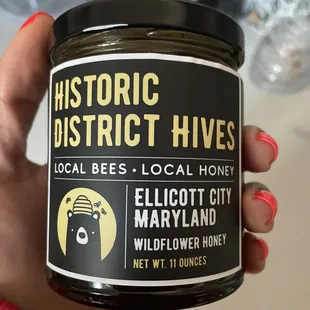 HISTORIC
DISTRICT HIVES
LOCAL BEES • LOCAL HONEY
ELLICOTT CITY
MARYLAND
WILDFLOWER HONEY
NET WT. 11 OUNCES